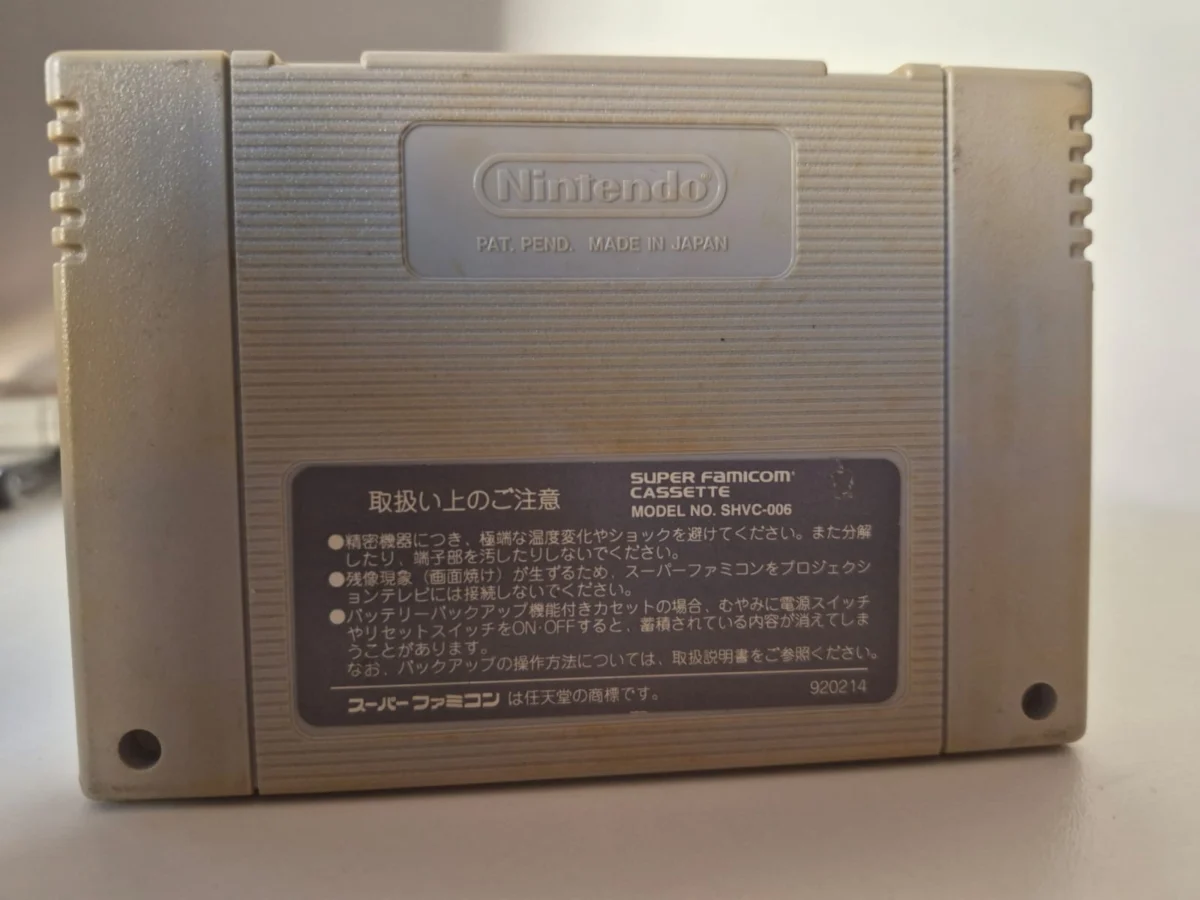 Nintendo®
PAT. PEND. MADE IN JAPAN
取扱い上のご注意
SUPER FAMICOM®
CASSETTE
MODEL NO. SHVC-006
●精密機器につき、極端な温度変化やショックを避けてください。また分解
したり、端子部を汚したりしないでください。
●残像現象(画面焼け)が生ずるため、スーパーファミコンをプロジェクシ
ョンテレビには接続しないでください。
●バッテリーバックアップ機能付きカセットの場合、むやみに電源スイッチ
やリセットスイッチをON·OFFすると、蓄積されている内容が消えてしま
うことがあります。
なお、バックアップの操作方法については、取扱説明書をご参照ください。
スーパーファミコンは任天堂の商標です。
920214